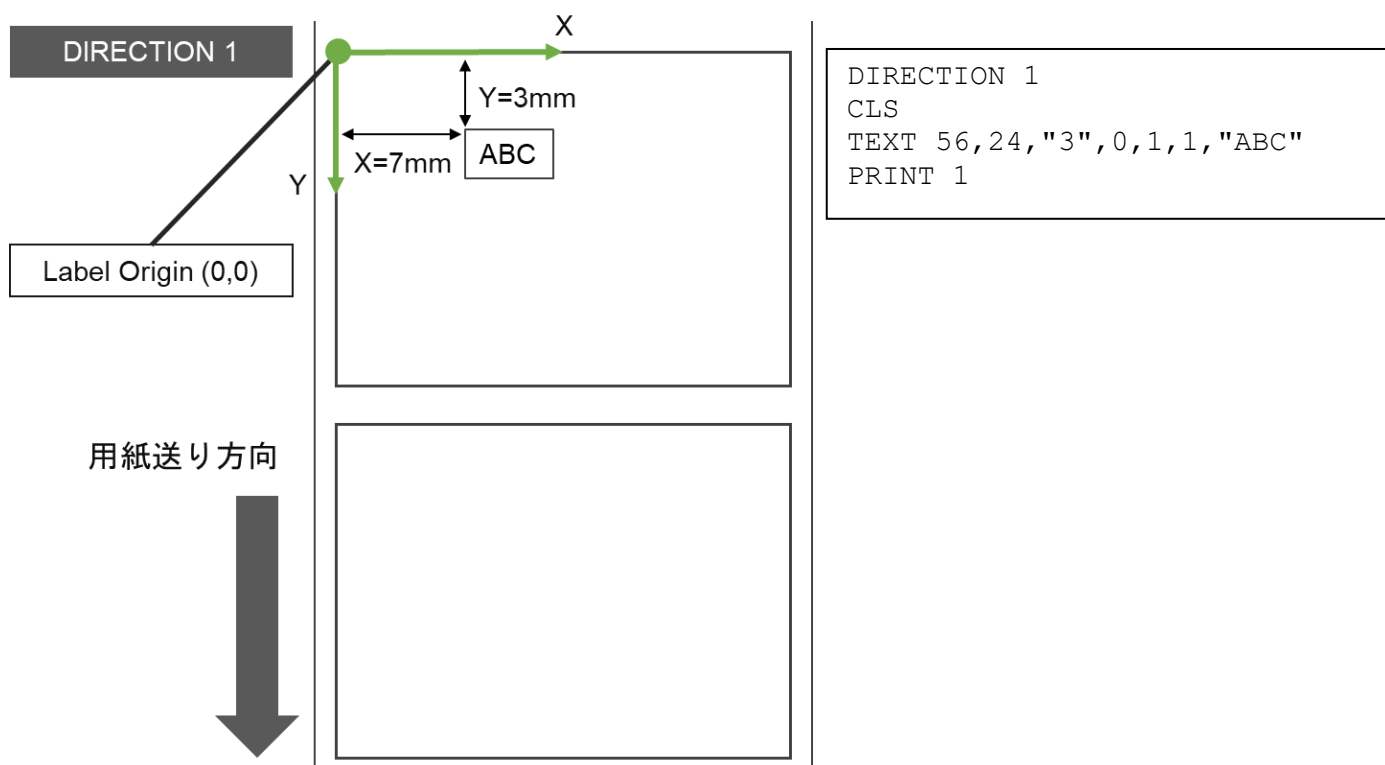 DIRECTION 1
X
Y=3mm
X=7mm
ABC
Y
Label Origin (0,0)
用紙送り方向
DIRECTION 1
CLS
TEXT 56,24,"3",0,1,1,"ABC"
PRINT 1